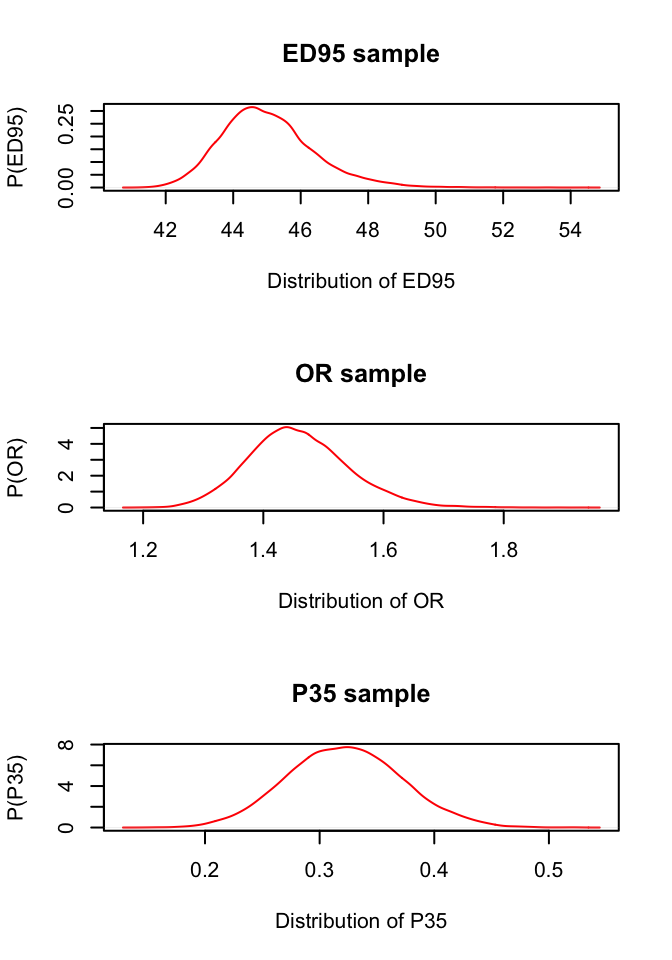 ED95 sample
P(ED95)
0.25
0.00
42 44 46 48 50 52 54
Distribution of ED95
OR sample
P(OR)
4
2
0
1.2 1.4 1.6 1.8
Distribution of OR
P35 sample
P(P35)
8
4
0
0.2 0.3 0.4 0.5
Distribution of P35